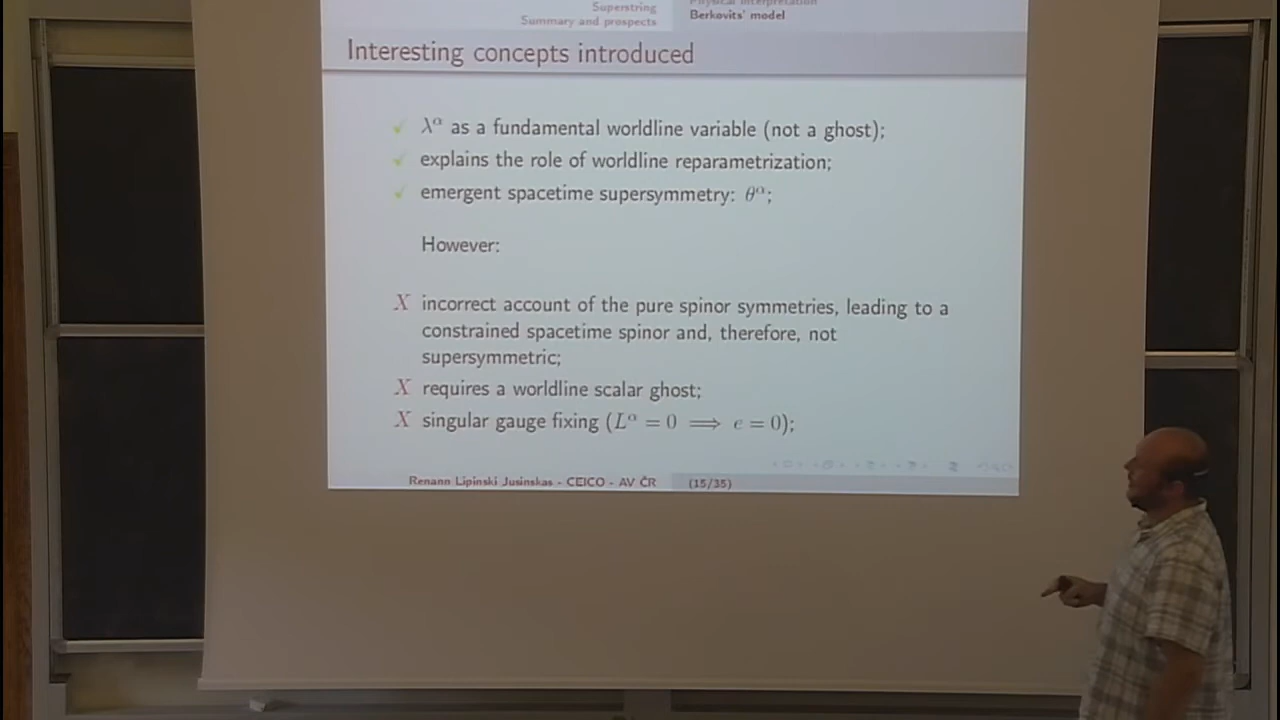 Superstring
Summary and prospects
Physical interpretation
Berkovits' model
Interesting concepts introduced
✓ λ^α as a fundamental worldline variable (not a ghost);
✓ explains the role of worldline reparametrization;
✓ emergent spacetime supersymmetry: θ^α;
However:
X incorrect account of the pure spinor symmetries, leading to a
constrained spacetime spinor and, therefore, not
supersymmetric;
X requires a worldline scalar ghost;
X singular gauge fixing (L^α = 0 ⟹ e = 0);
Renann Lipinski Jusinskas - CEICO - AV ČR (15/35)